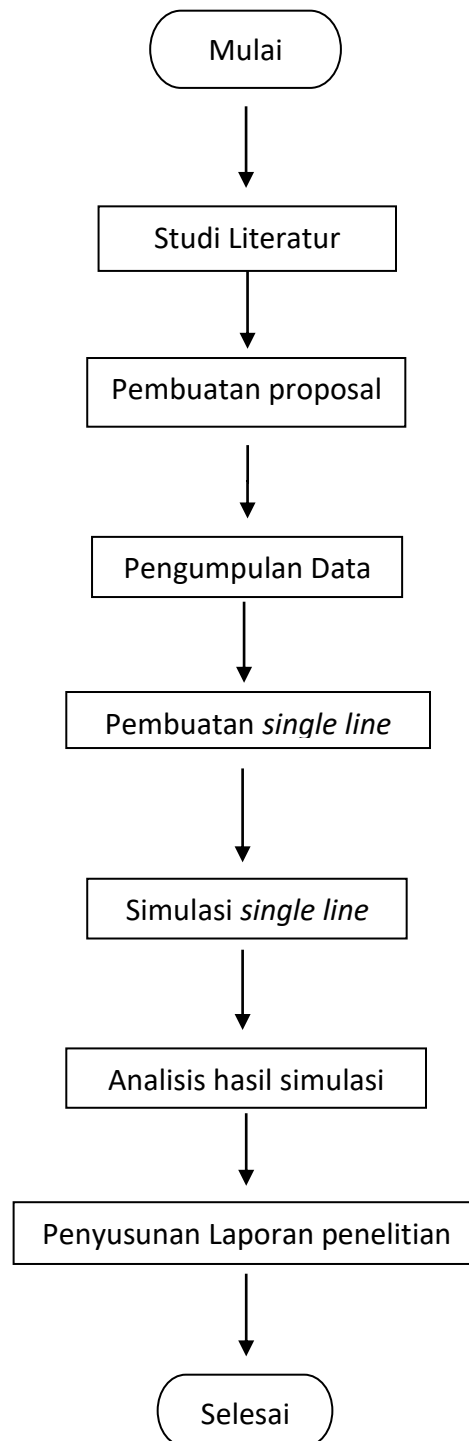 Mulai
Studi Literatur
Pembuatan proposal
Pengumpulan Data
Pembuatan single line
Simulasi single line
Analisis hasil simulasi
Penyusunan Laporan penelitian
Selesai